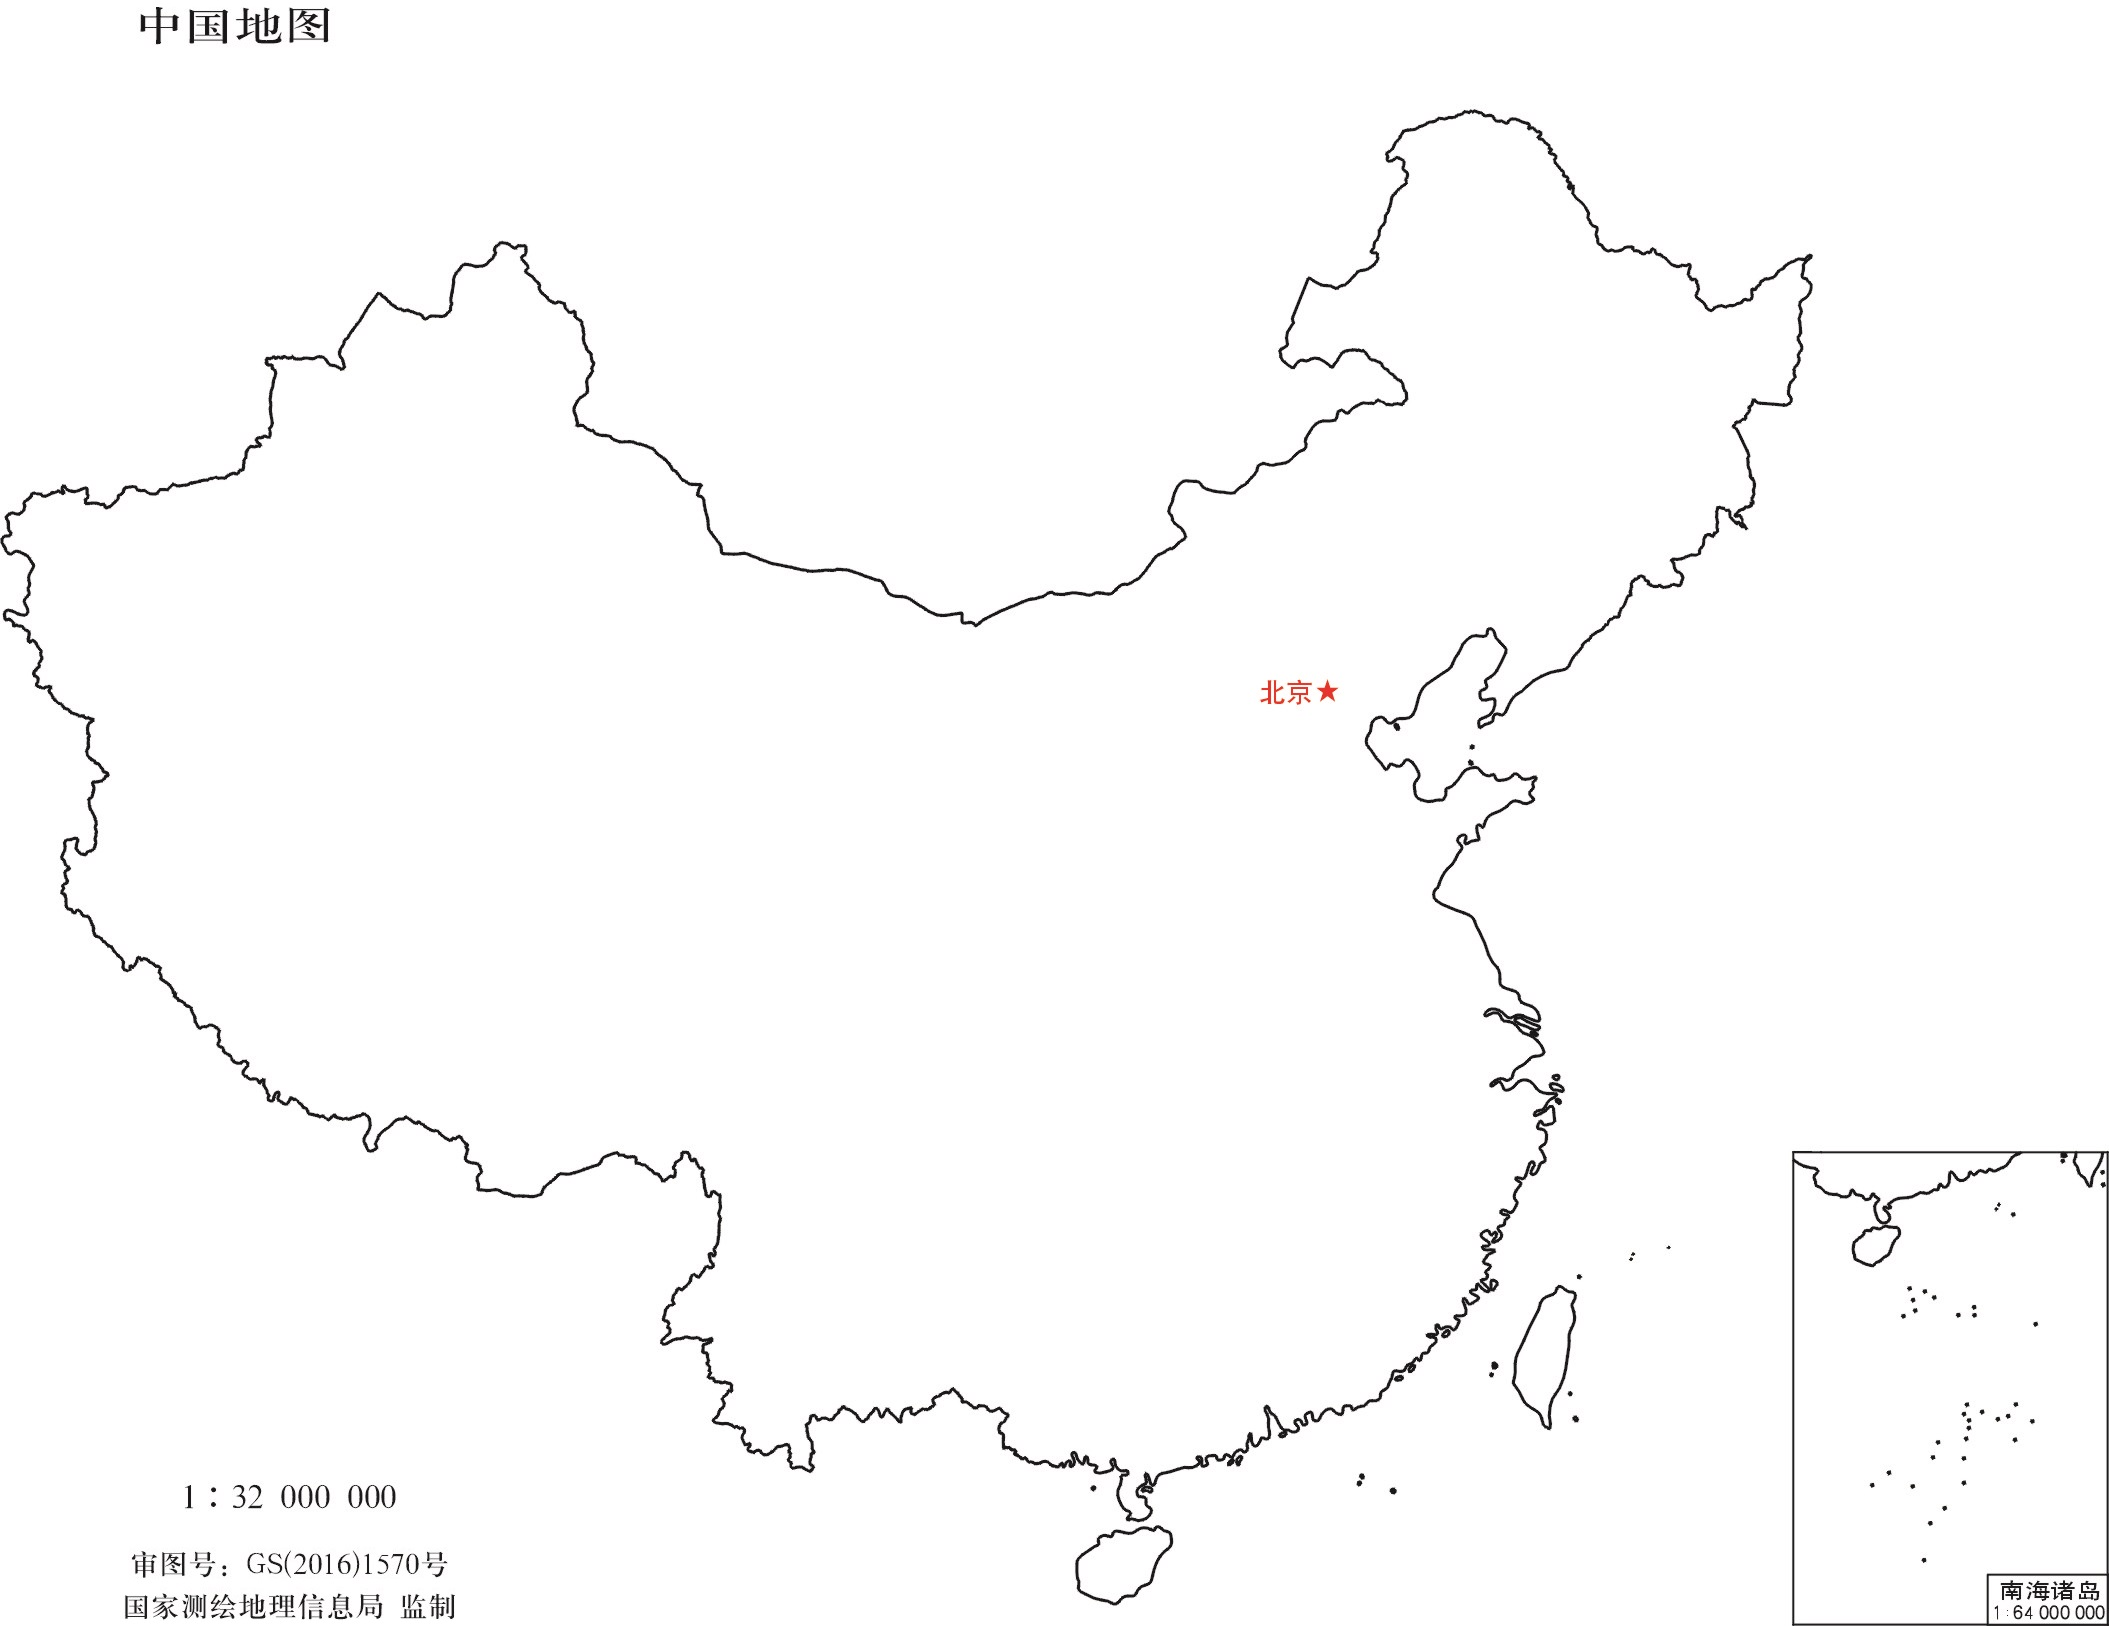 中国地图
北京★
1：32 000 000
审图号：GS(2016)1570号
国家测绘地理信息局 监制
南海诸岛
1：64 000 000